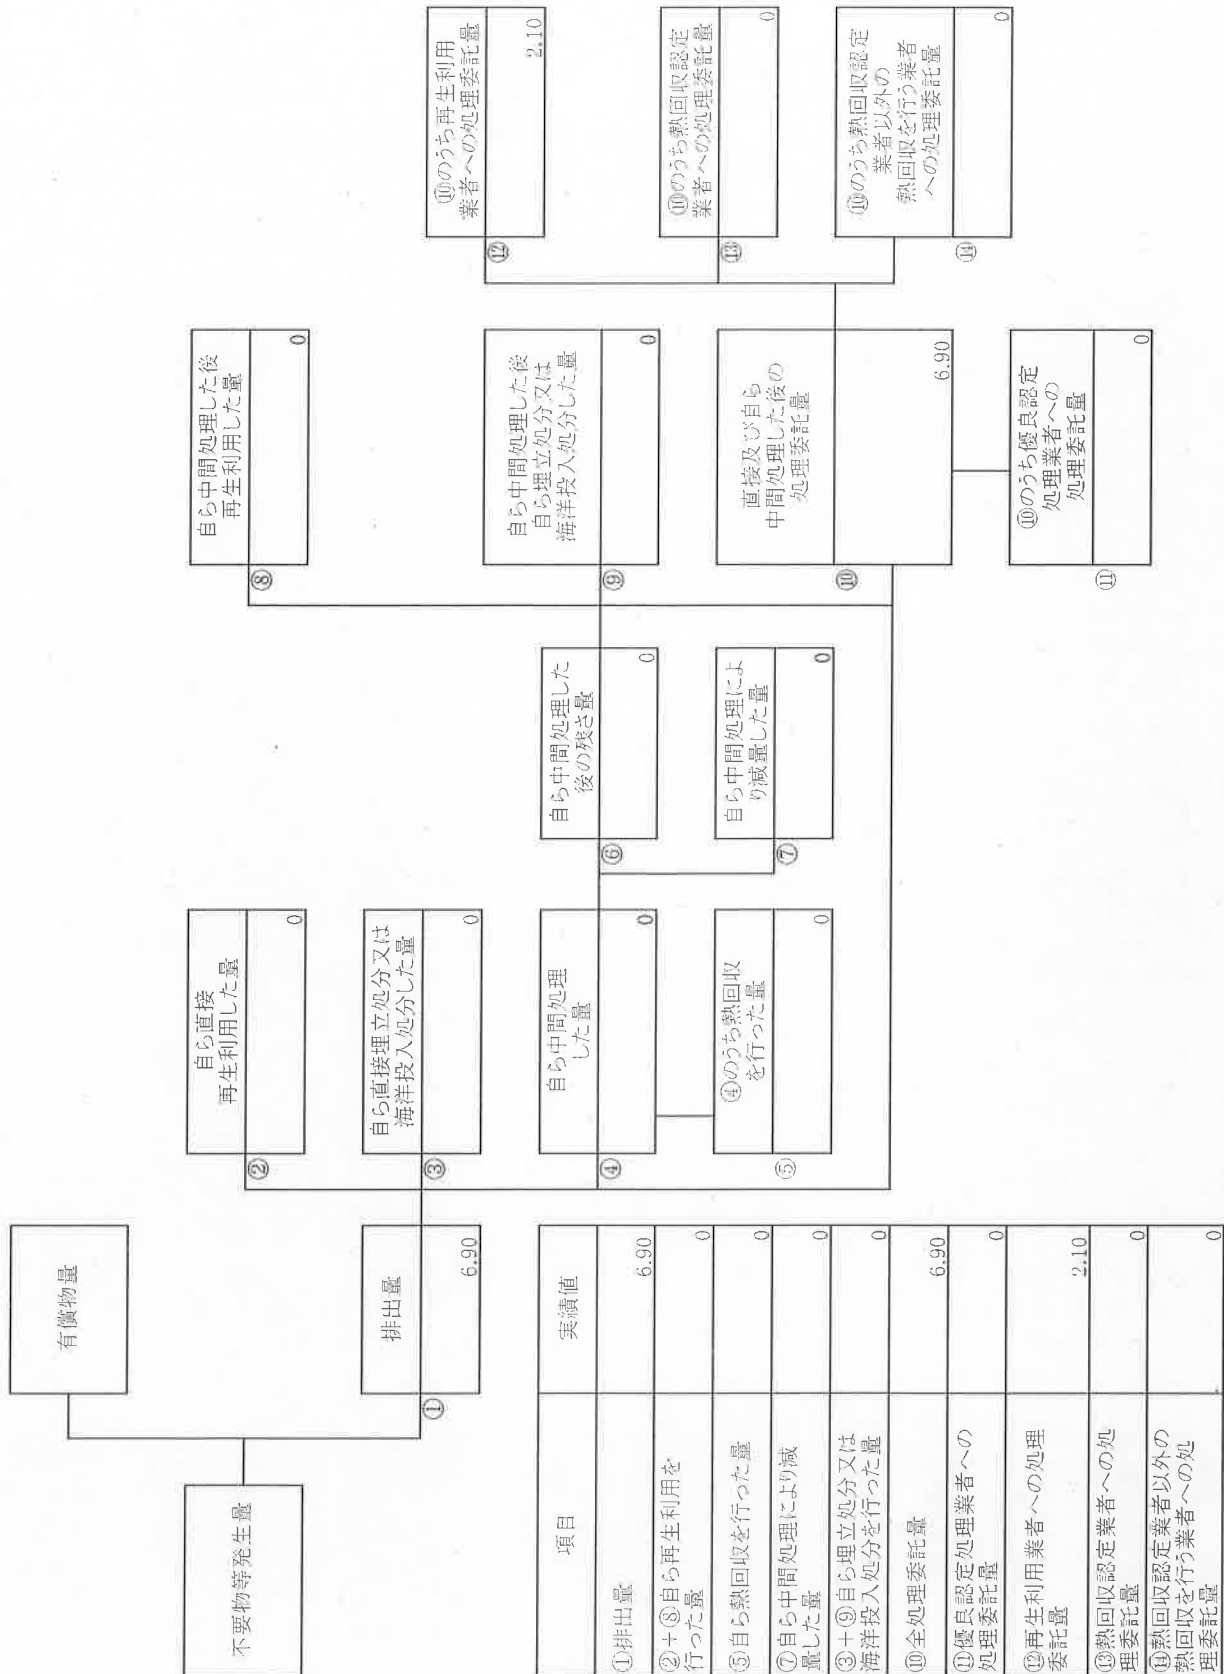 不要物等発生量
有償物量
排出量
①
6.90
自ら直接
再生利用した量
②
0
自ら直接埋立処分又は
海洋投入処分した量
③
0
自ら中間処理
した量
④
0
④のうち熱回収
を行った量
⑤
0
自ら中間処理した
後の残さ量
⑥
0
自ら中間処理によ
り減量した量
⑦
0
自ら中間処理した後
再生利用した量
⑧
0
自ら中間処理した後
自ら埋立処分又は
海洋投入処分した量
⑨
0
直接及び自ら
中間処理した後の
処理委託量
⑩
6.90
⑩のうち優良認定
処理業者への
処理委託量
⑪
0
⑩のうち再生利用
業者への処理委託量
⑫
2.10
⑩のうち熱回収認定
業者への処理委託量
⑬
0
⑩のうち熱回収認定
業者以外の
熱回収を行う業者
への処理委託量
⑭
0
項目 実績値
①排出量 6.90
②+⑧自ら再生利用を
行った量 0
⑤自ら熱回収を行った量 0
⑦自ら中間処理により減
量した量 0
③+⑨自ら埋立処分又は
海洋投入処分を行った量 0
⑩全処理委託量 6.90
⑪優良認定処理業者への
処理委託量 0
⑫再生利用業者への処理
委託量 2.10
⑬熱回収認定業者への処
理委託量 0
⑭熱回収認定業者以外の
熱回収を行う業者への処
理委託量 0